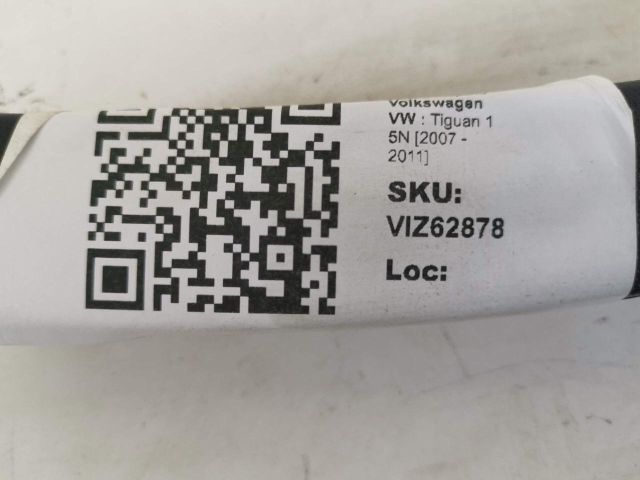 Volkswagen
VW : Tiguan 1
5N [2007 -
2011]
SKU:
VIZ62878
Loc: